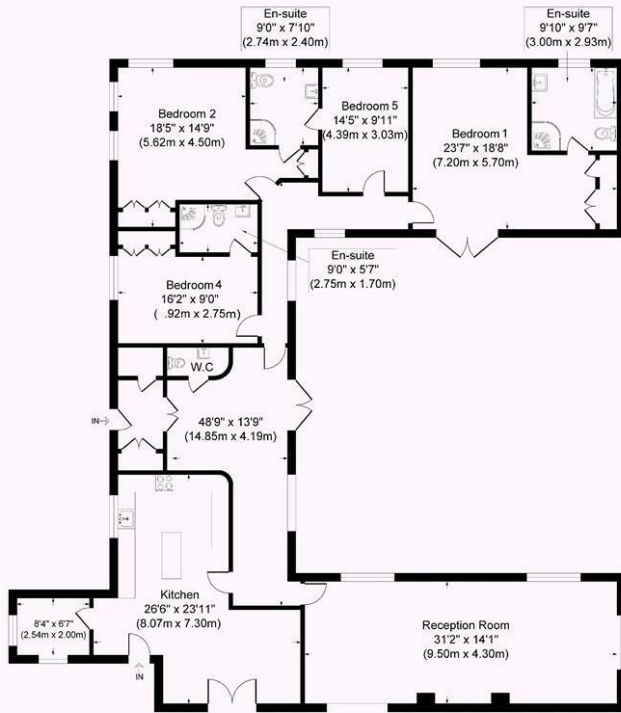 En-suite
9'0" x 7'10"
(2.74m x 2.40m)
En-suite
9'10" x 9'7"
(3.00m x 2.93m)
Bedroom 2
18'5" x 14'9"
(5.62m x 4.50m)
Bedroom 5
14'5" x 9'11"
(4.39m x 3.03m)
Bedroom 1
23'7" x 18'8"
(7.20m x 5.70m)
En-suite
9'0" x 5'7"
(2.75m x 1.70m)
Bedroom 4
16'2" x 9'0"
( .92m x 2.75m)
W.C
IN
48'9" x 13'9"
(14.85m x 4.19m)
Kitchen
26'6" x 23'11"
(8.07m x 7.30m)
8'4" x 6'7"
(2.54m x 2.00m)
IN
Reception Room
31'2" x 14'1"
(9.50m x 4.30m)